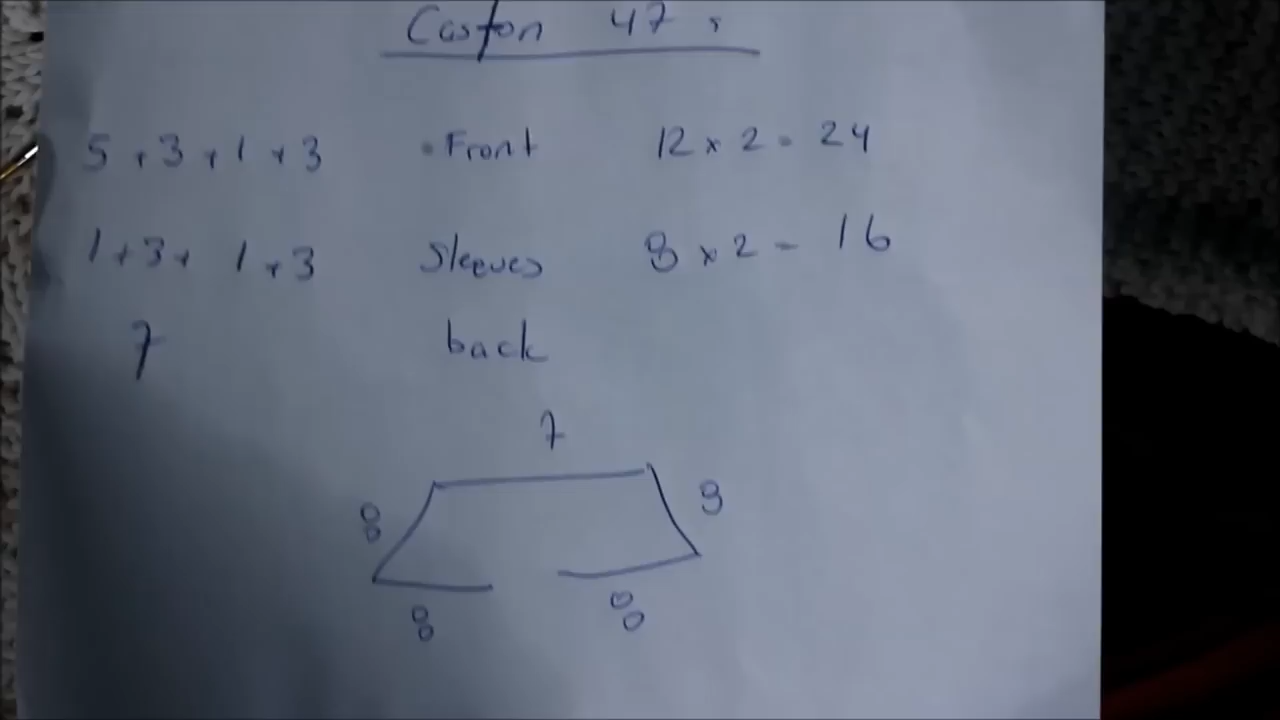 Caston 47 s
5 + 3 + 1 + 3 • Front 12 x 2 = 24
1 + 3 + 1 + 3 Sleeves 8 x 2 = 16
7 back
7
8 8
8 8